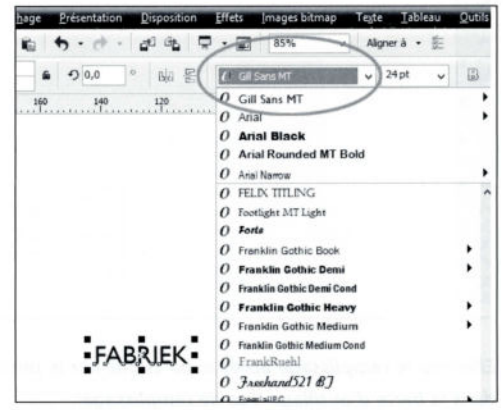 hage Présentation Disposition Effets Images bitmap Texte Tableau Outils
85% Aligner à
0,0 ° Gill Sans MT 24 pt
160 140 120
Gill Sans MT
Arial
Arial Black
Arial Rounded MT Bold
Arial Narrow
FELIX TITLING
Footlight MT Light
Forte
Franklin Gothic Book
Franklin Gothic Demi
Franklin Gothic Demi Cond
Franklin Gothic Heavy
Franklin Gothic Medium
Franklin Gothic Medium Cond
FABRIEK
FrankRuehl
Freehand521 BT